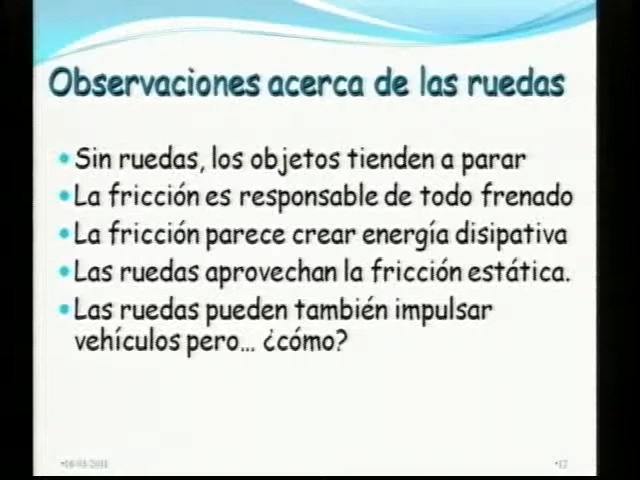 Observaciones acerca de las ruedas
•Sin ruedas, los objetos tienden a parar
•La fricción es responsable de todo frenado
•La fricción parece crear energía disipativa
•Las ruedas aprovechan la fricción estática.
•Las ruedas pueden también impulsar
vehículos pero... ¿cómo?
•12